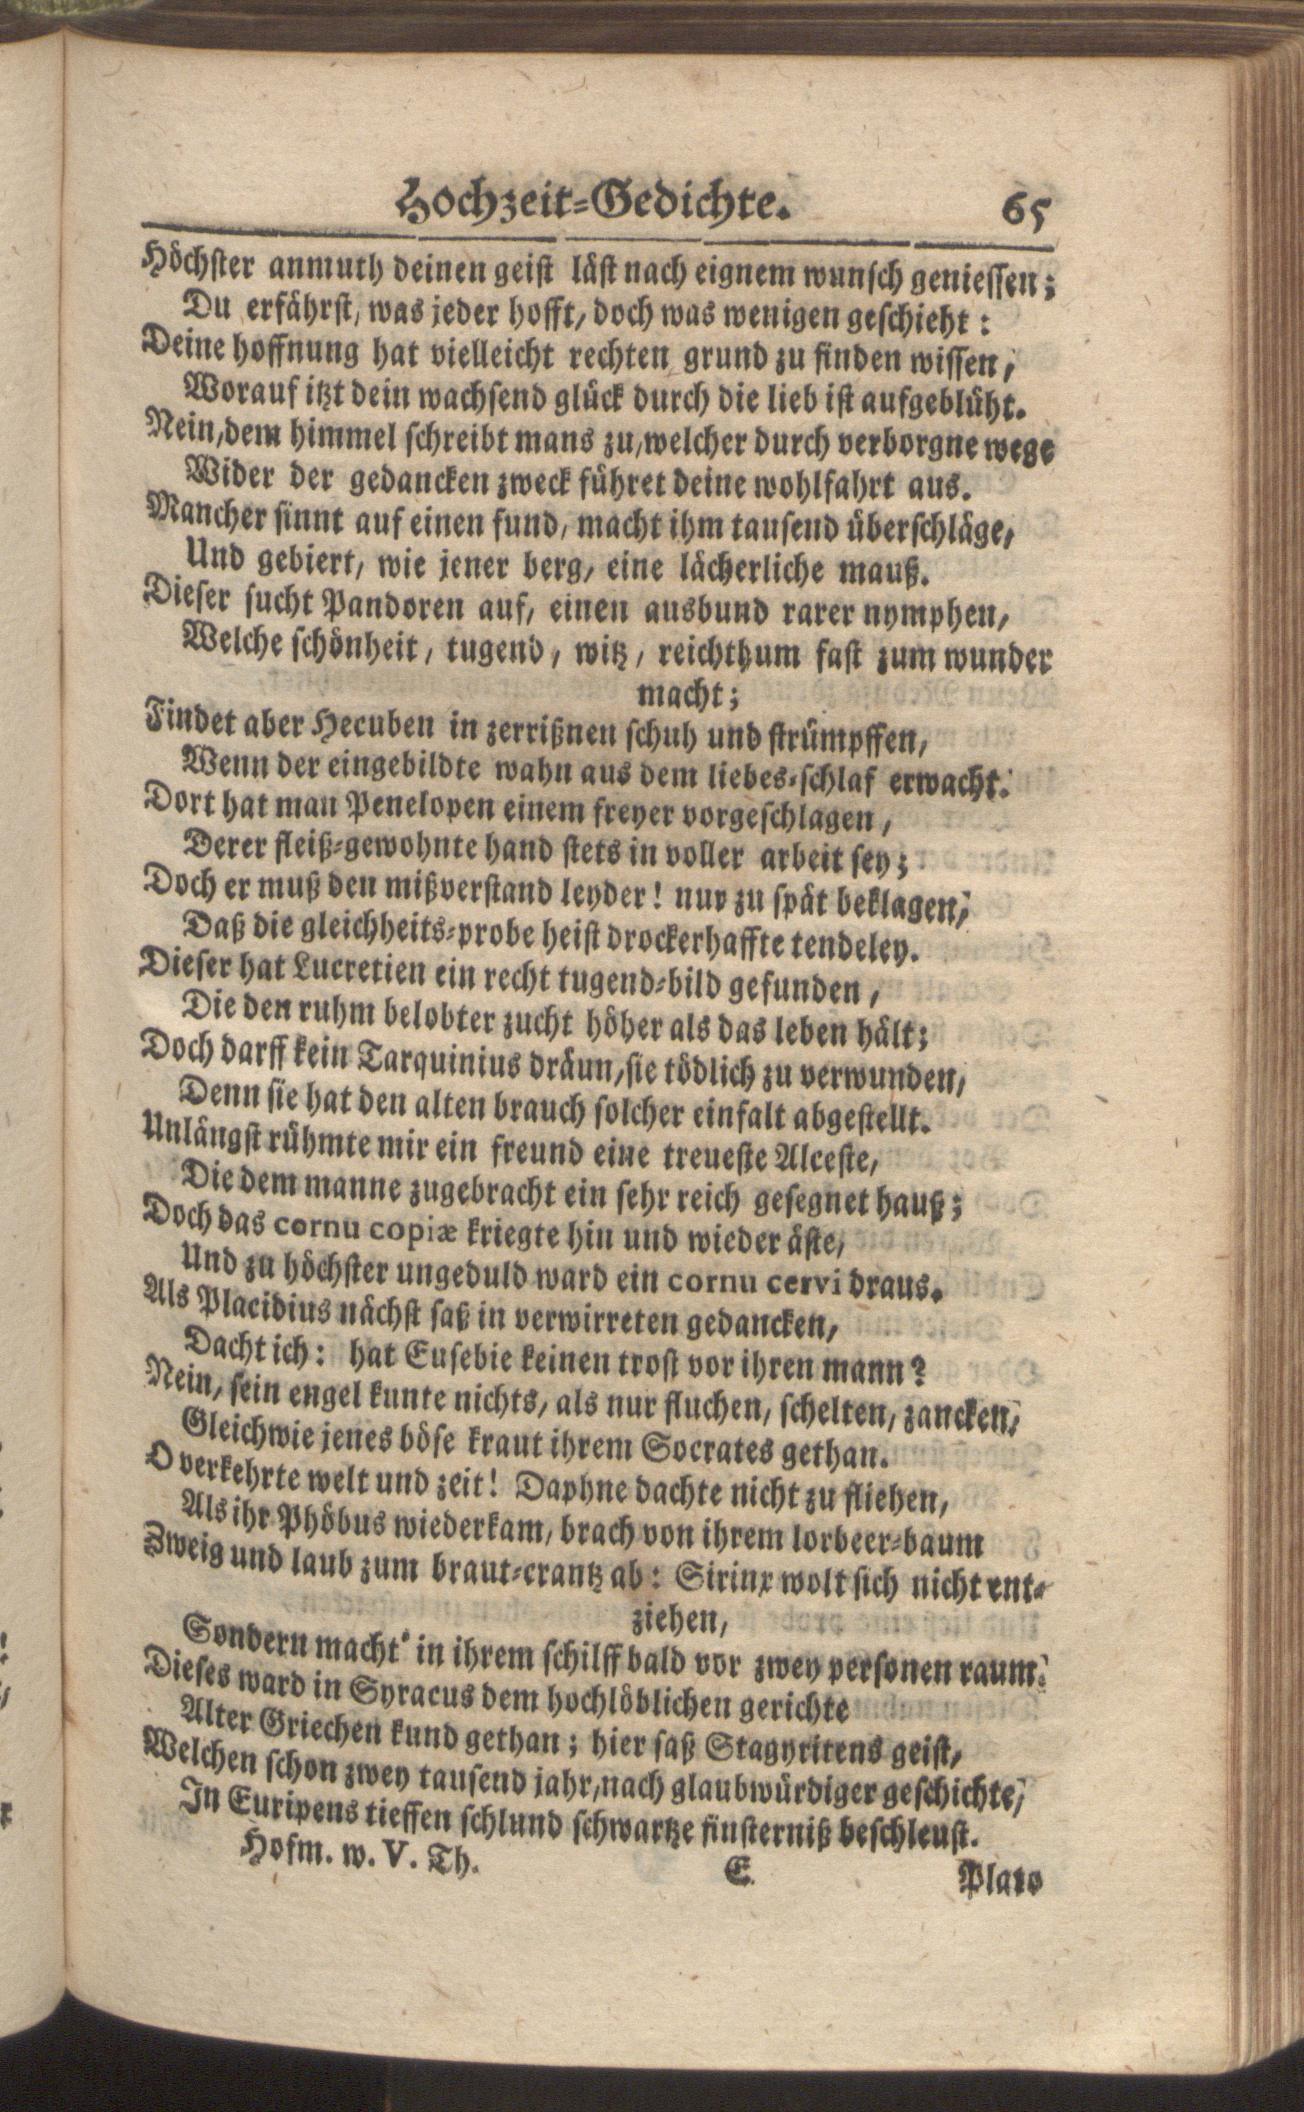 Hochzeit-Gedichte. 65
Höchster anmuth deinen geist läst nach eignem wunsch geniessen;
Du erfährst, was jeder hofft, doch was wenigen geschieht:
Deine hoffnung hat vielleicht rechten grund zu finden wissen,
Worauf itzt dein wachsend glück durch die lieb ist aufgeblüht.
Nein, dem himmel schreibt mans zu, welcher durch verborgne wege
Wider der gedancken zweck führet deine wohlfahrt aus.
Mancher sinnt auf einen fund, macht ihm tausend überschläge,
Und gebiert, wie jener berg, eine lächerliche mauß.
Dieser sucht Pandoren auf, einen ausbund rarer nymphen,
Welche schönheit, tugend, witz, reichthum fast zum wunder
macht;
Findet aber Hecuben in zerrißnen schuh und strümpffen,
Wenn der eingebildte wahn aus dem liebes-schlaf erwacht.
Dort hat man Penelopen einem freyer vorgeschlagen,
Derer fleiß-gewohnte hand stets in voller arbeit sey;
Doch er muß den mißverstand leyder! nur zu spät beklagen,
Daß die gleichheits-probe heist drockerhaffte tendeley.
Dieser hat Lucretien ein recht tugend-bild gefunden,
Die den ruhm belobter zucht höher als das leben hält;
Doch darff kein Tarquinius dräun, sie tödlich zu verwunden,
Denn sie hat den alten brauch solcher einfalt abgestellt.
Unlängst rühmte mir ein freund eine treueste Alceste,
Die dem manne zugebracht ein sehr reich gesegnet hauß;
Doch das cornu copiæ kriegte hin und wieder äste,
Und zu höchster ungeduld ward ein cornu cervi draus.
Als Placidius nächst saß in verwirreten gedancken,
Dacht ich: hat Eusebie keinen trost vor ihren mann?
Nein, sein engel kunte nichts, als nur fluchen, schelten, zancken,
Gleichwie jenes böse kraut ihrem Socrates gethan.
O verkehrte welt und zeit! Daphne dachte nicht zu fliehen,
Als ihr Phöbus wiederkam, brach von ihrem lorbeer-baum
Zweig und laub zum braut-crantz ab: Sirinx wolt sich nicht ent-
ziehen,
Sondern macht' in ihrem schilff bald vor zwey personen raum.
Dieses ward in Syracus dem hochlöblichen gerichte
Alter Griechen kund gethan; hier saß Stagyritens geist,
Welchen schon zwey tausend jahr, nach glaubwürdiger geschichte,
In Euripens tieffen schlund schwartze finsterniß beschleust.
Hofm. w. V. Th. E Plato